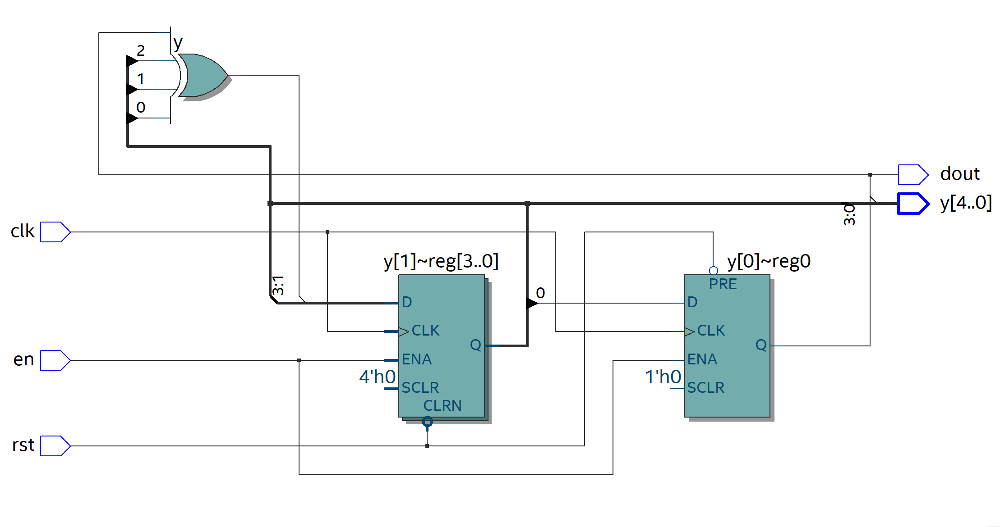 y
2
1
0
dout
y[4..0]
3:0
clk
y[1]~reg[3..0]
y[0]~reg0
3:1
PRE
0
D
D
CLK
CLK
Q
Q
en
ENA
ENA
4'h0
1'h0
SCLR
SCLR
CLRN
rst